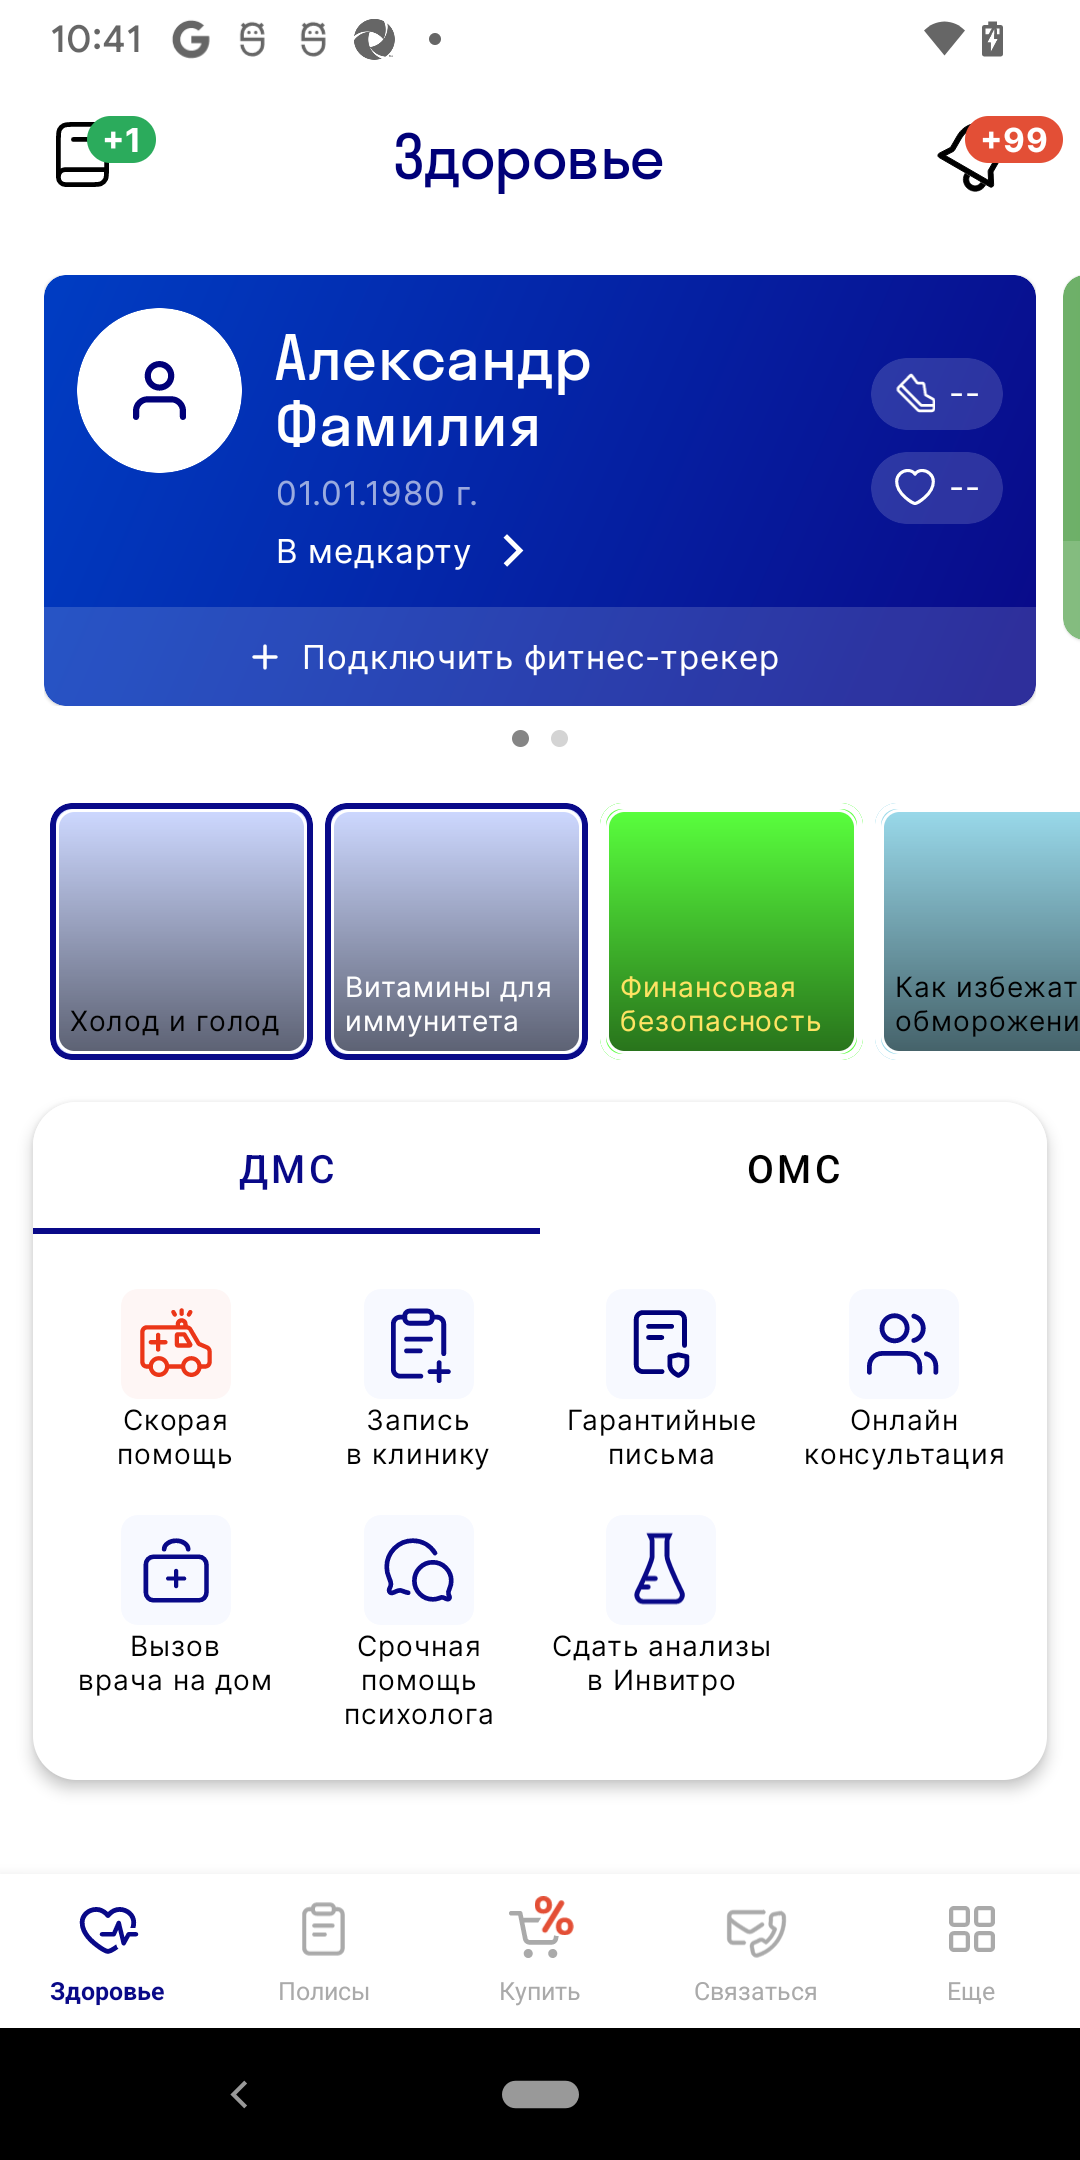 10:41
+1
Здоровье
+99
Александр
Фамилия
01.01.1980 г.
В медкарту
--
--
Подключить фитнес-трекер
Холод и голод
Витамины для
иммунитета
Финансовая
безопасность
Как избежат
обморожени
ДМС
ОМС
Скорая
помощь
Запись
в клинику
Гарантийные
письма
Онлайн
консультация
Вызов
врача на дом
Срочная
помощь
психолога
Сдать анализы
в Инвитро
%
Здоровье
Полисы
Купить
Связаться
Еще